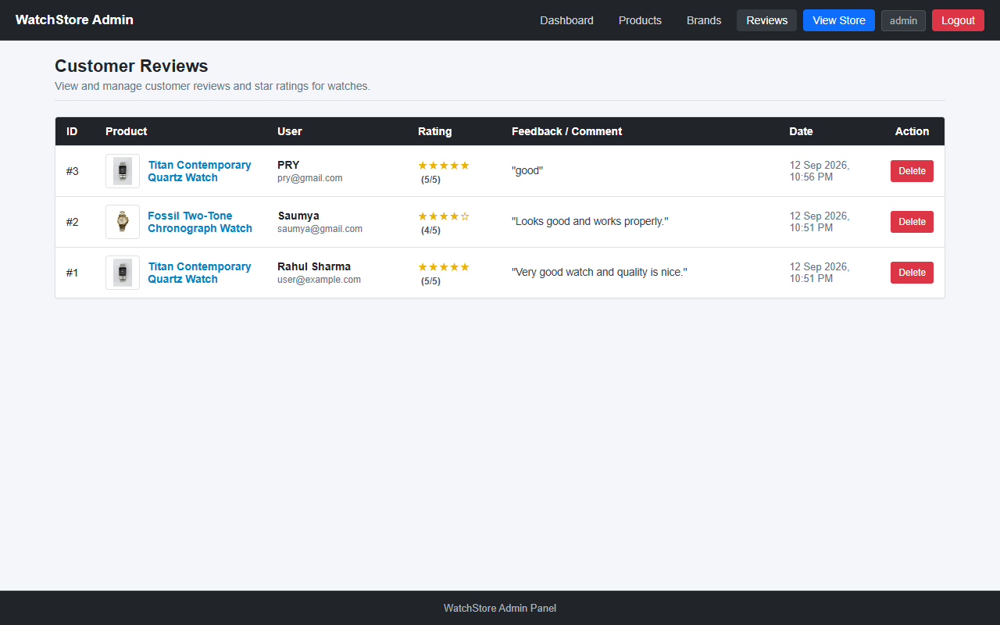 WatchStore Admin
Dashboard Products Brands Reviews View Store admin Logout
Customer Reviews
View and manage customer reviews and star ratings for watches.
ID Product User Rating Feedback / Comment Date Action
#3 Titan Contemporary Quartz Watch PRY pry@gmail.com ★★★★★ (5/5) "good" 12 Sep 2026, 10:56 PM Delete
#2 Fossil Two-Tone Chronograph Watch Saumya saumya@gmail.com ★★★★☆ (4/5) "Looks good and works properly." 12 Sep 2026, 10:51 PM Delete
#1 Titan Contemporary Quartz Watch Rahul Sharma user@example.com ★★★★★ (5/5) "Very good watch and quality is nice." 12 Sep 2026, 10:51 PM Delete
WatchStore Admin Panel